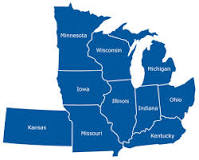 Minnesota
Wisconsin
Michigan
Iowa
Illinois
Indiana
Ohio
Kansas
Missouri
Kentucky